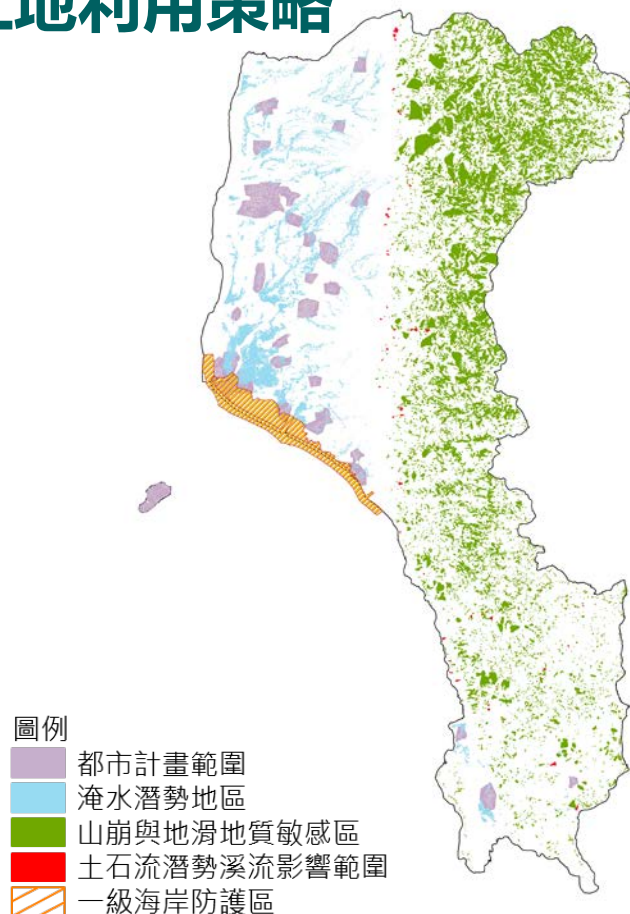 土地利用策略
圖例
都市計畫範圍
淹水潛勢地區
山崩與地滑地質敏感區
土石流潛勢溪流影響範圍
一級海岸防護區